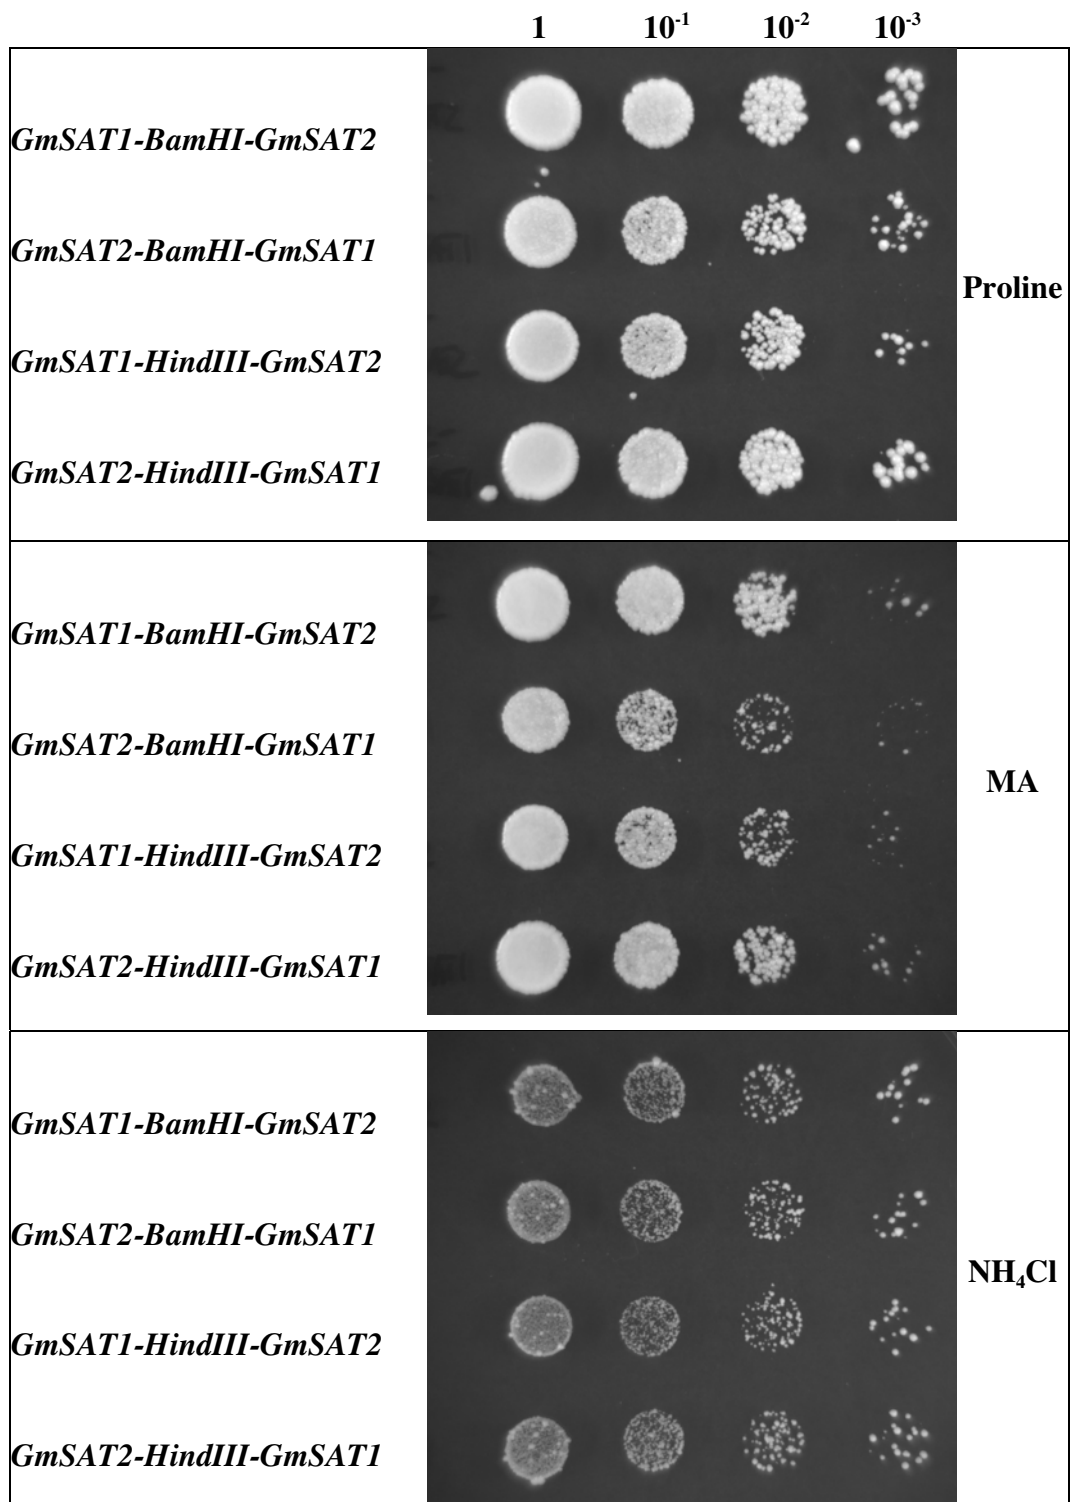 1 10⁻¹ 10⁻² 10⁻³
GmSAT1-BamHI-GmSAT2
GmSAT2-BamHI-GmSAT1
Proline
GmSAT1-HindIII-GmSAT2
GmSAT2-HindIII-GmSAT1
GmSAT1-BamHI-GmSAT2
GmSAT2-BamHI-GmSAT1
MA
GmSAT1-HindIII-GmSAT2
GmSAT2-HindIII-GmSAT1
GmSAT1-BamHI-GmSAT2
GmSAT2-BamHI-GmSAT1
NH₄Cl
GmSAT1-HindIII-GmSAT2
GmSAT2-HindIII-GmSAT1